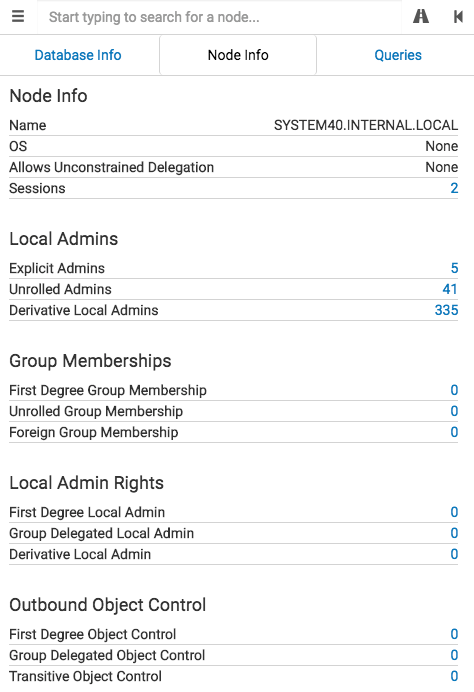 Start typing to search for a node...
Database Info Node Info Queries
Node Info
Name SYSTEM40.INTERNAL.LOCAL
OS None
Allows Unconstrained Delegation None
Sessions 2
Local Admins
Explicit Admins 5
Unrolled Admins 41
Derivative Local Admins 335
Group Memberships
First Degree Group Membership 0
Unrolled Group Membership 0
Foreign Group Membership 0
Local Admin Rights
First Degree Local Admin 0
Group Delegated Local Admin 0
Derivative Local Admin 0
Outbound Object Control
First Degree Object Control 0
Group Delegated Object Control 0
Transitive Object Control 0